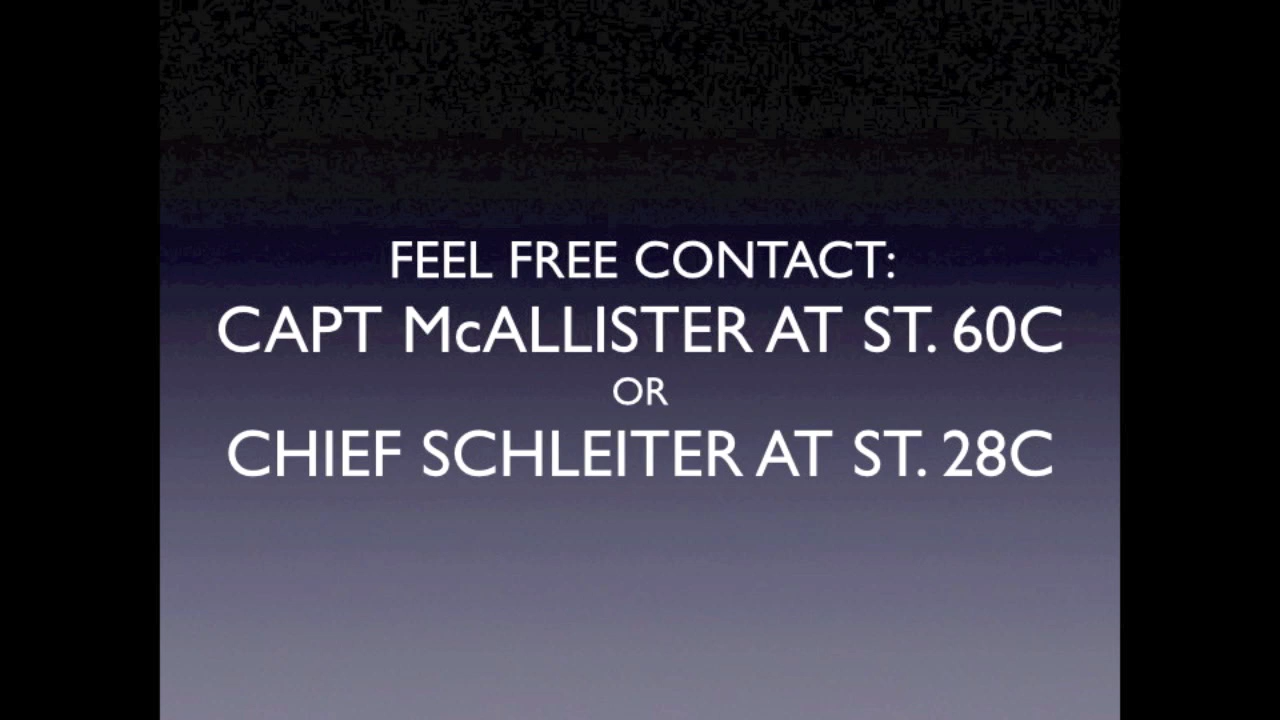 FEEL FREE CONTACT:
CAPT McALLISTER AT ST. 60C
OR
CHIEF SCHLEITER AT ST. 28C